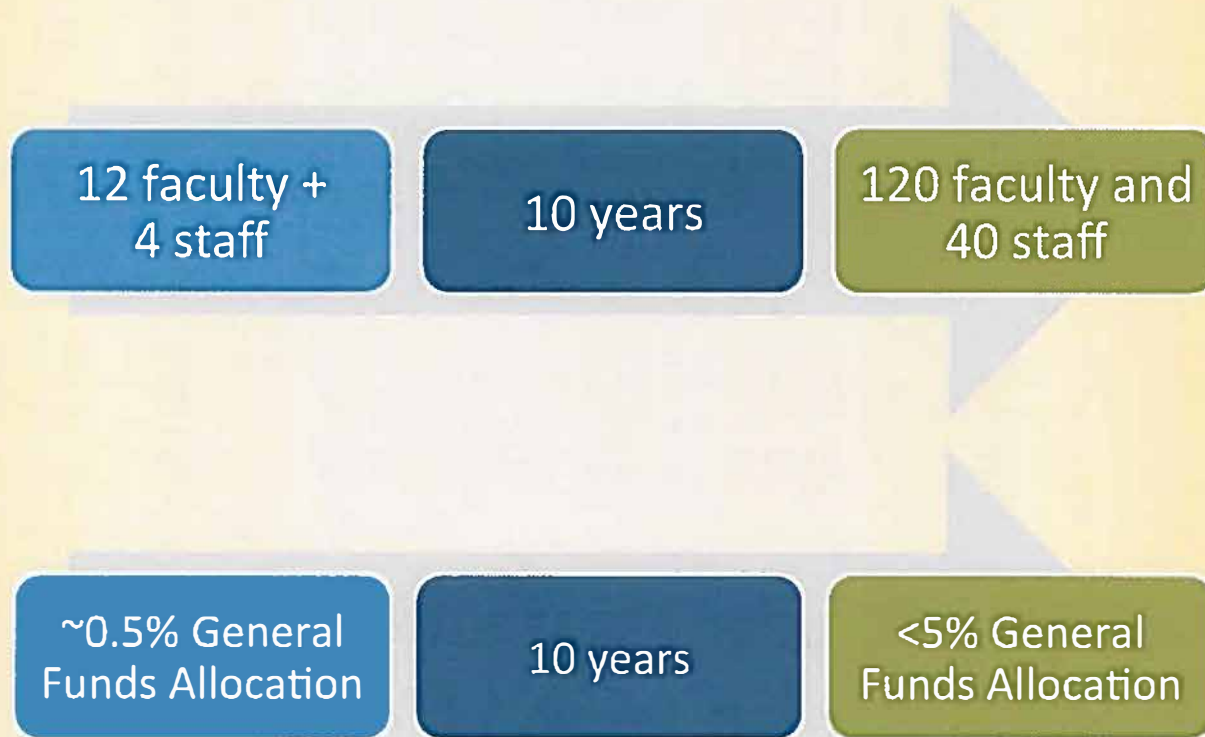 12 faculty +
4 staff
10 years
120 faculty and
40 staff
~0.5% General
Funds Allocation
10 years
<5% General
Funds Allocation